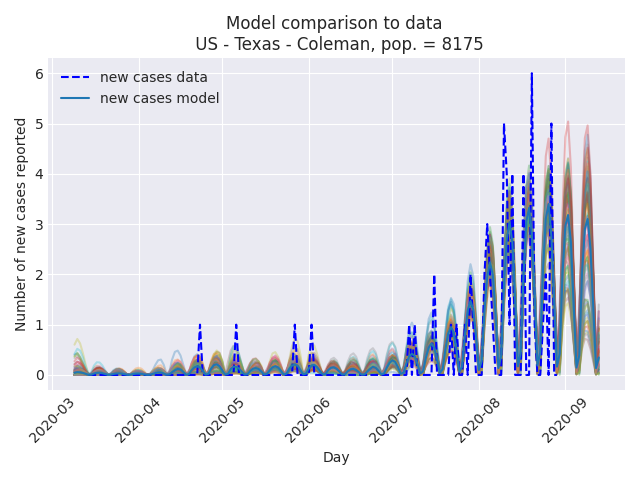 Model comparison to data
US - Texas - Coleman, pop. = 8175
new cases data
new cases model
Number of new cases reported
6
5
4
3
2
1
0
2020-03
2020-04
2020-05
2020-06
2020-07
2020-08
2020-09
Day